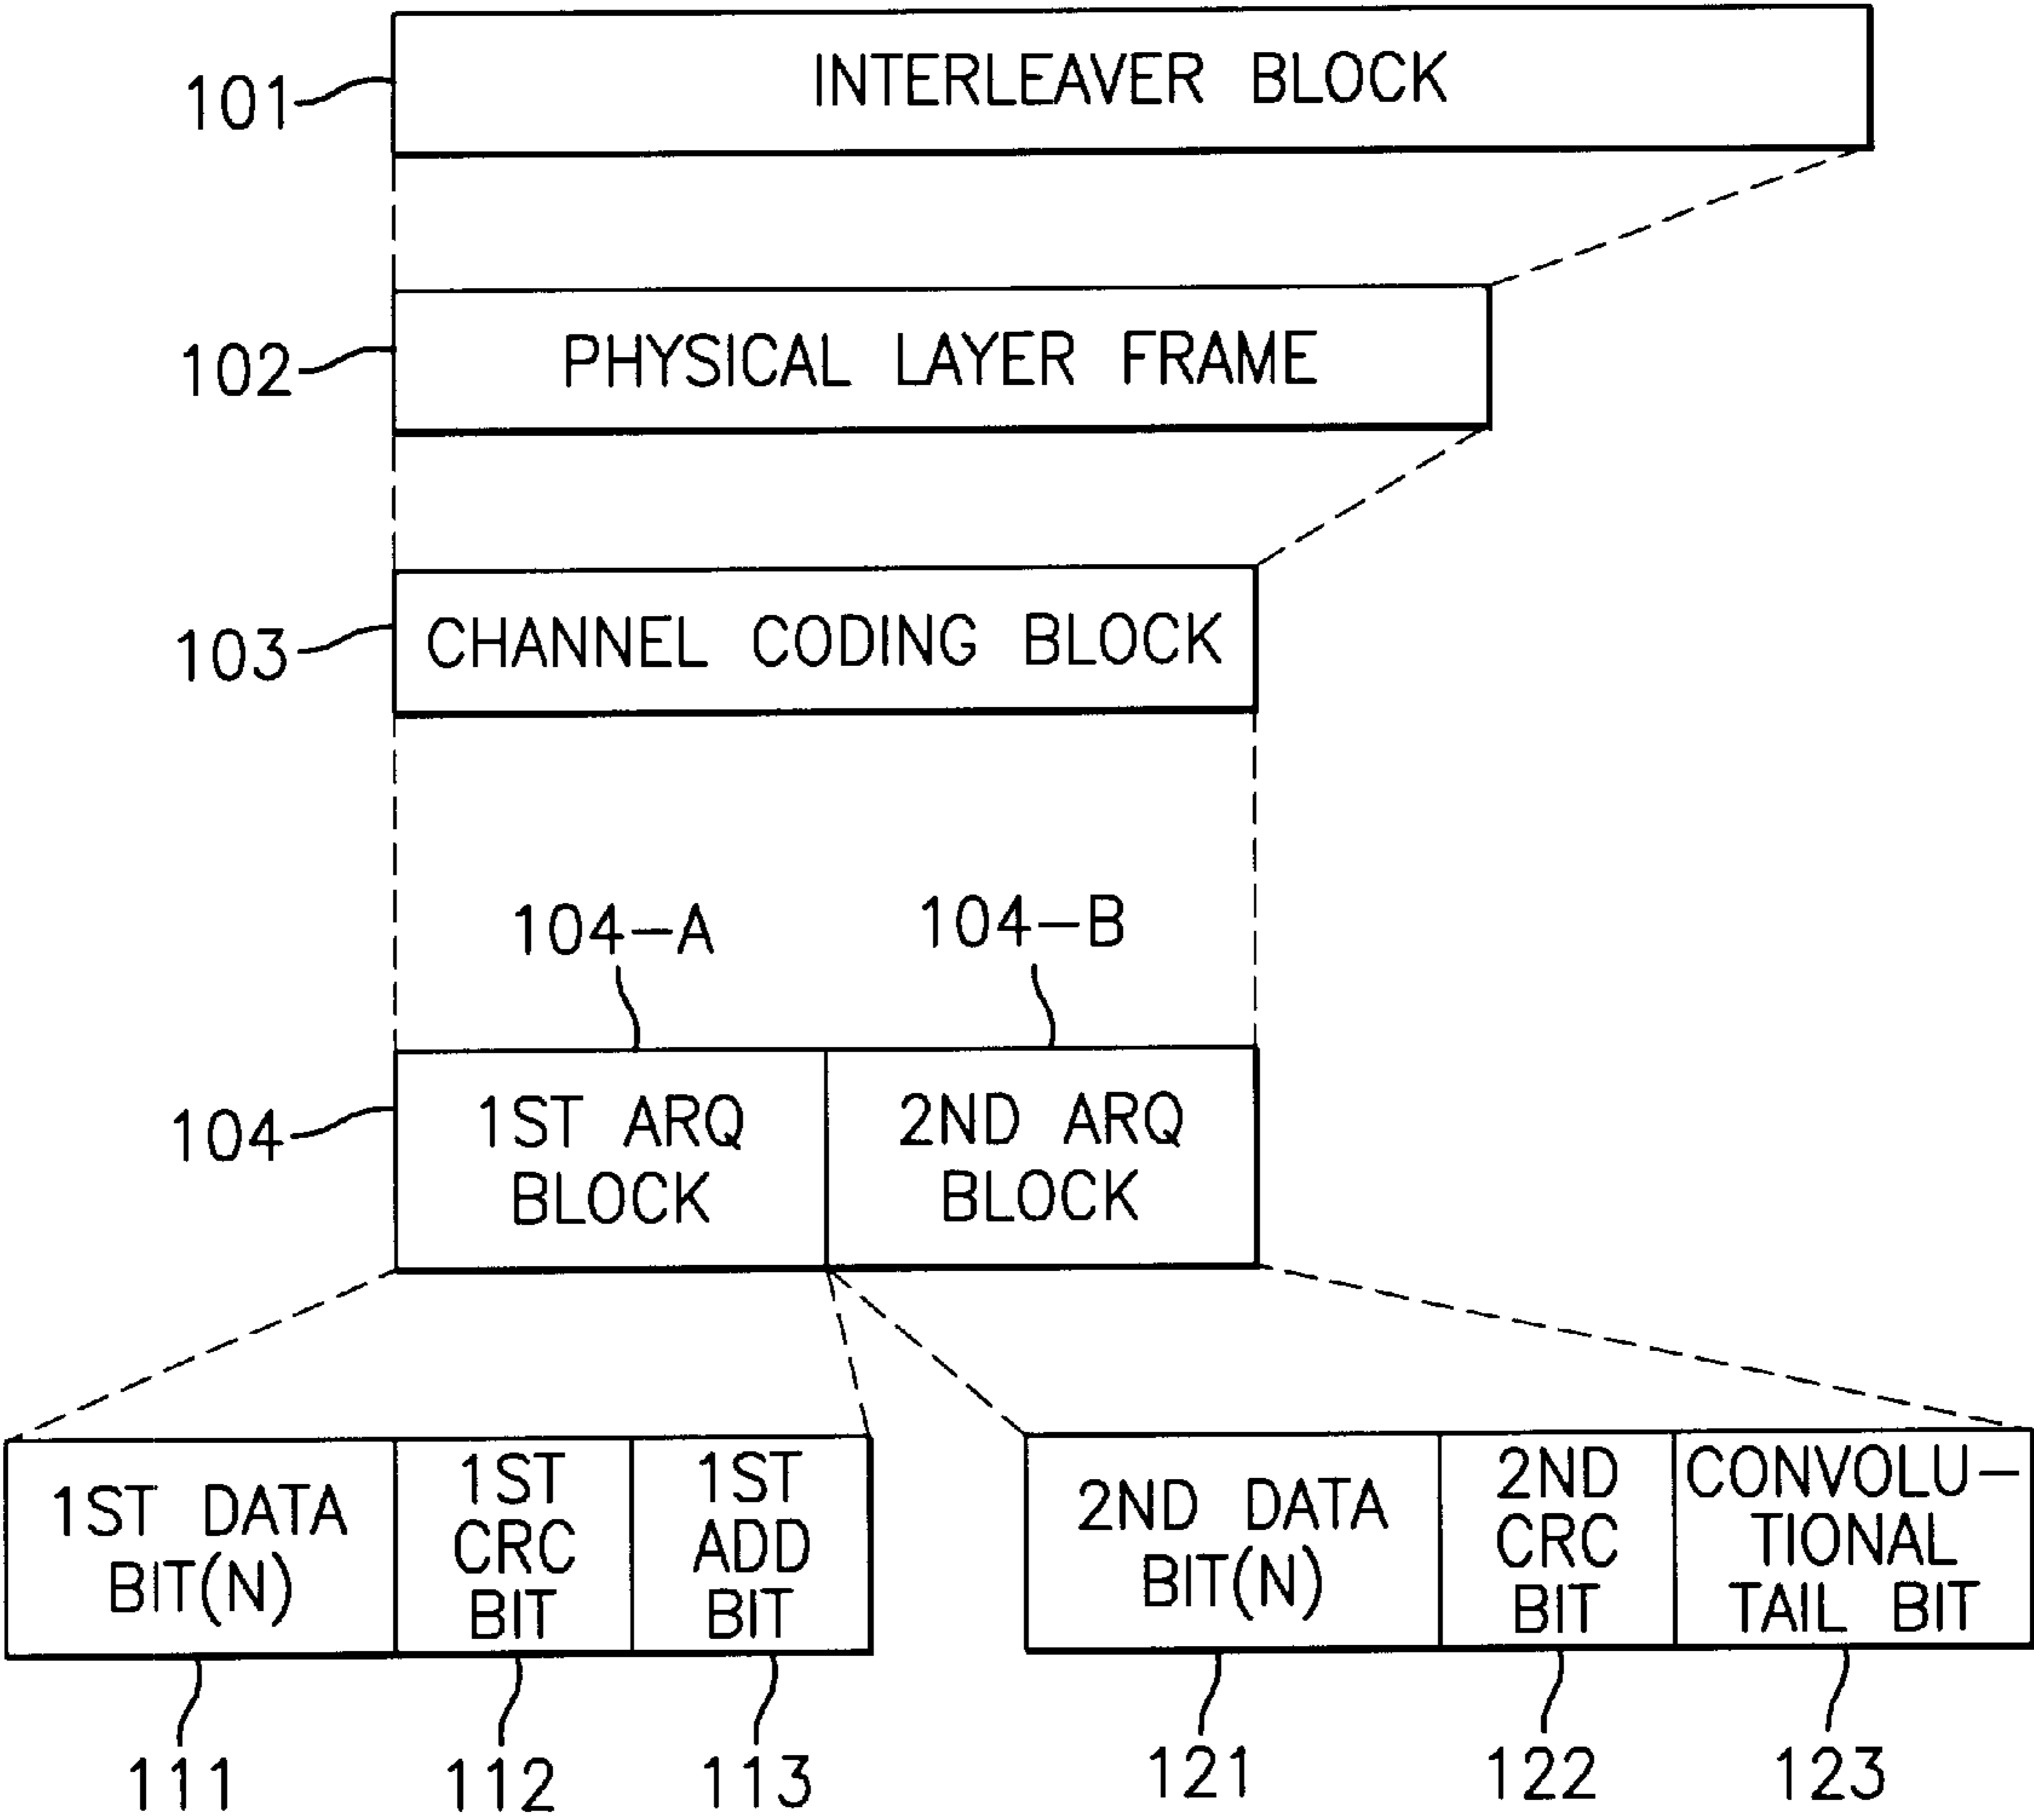 INTERLEAVER BLOCK
101
PHYSICAL LAYER FRAME
102
CHANNEL CODING BLOCK
103
104-A
104-B
104
1ST ARQ
BLOCK
2ND ARQ
BLOCK
1ST DATA
BIT(N)
1ST
CRC
BIT
1ST
ADD
BIT
2ND DATA
BIT(N)
2ND
CRC
BIT
CONVOLU-
TIONAL
TAIL BIT
111
112
113
121
122
123